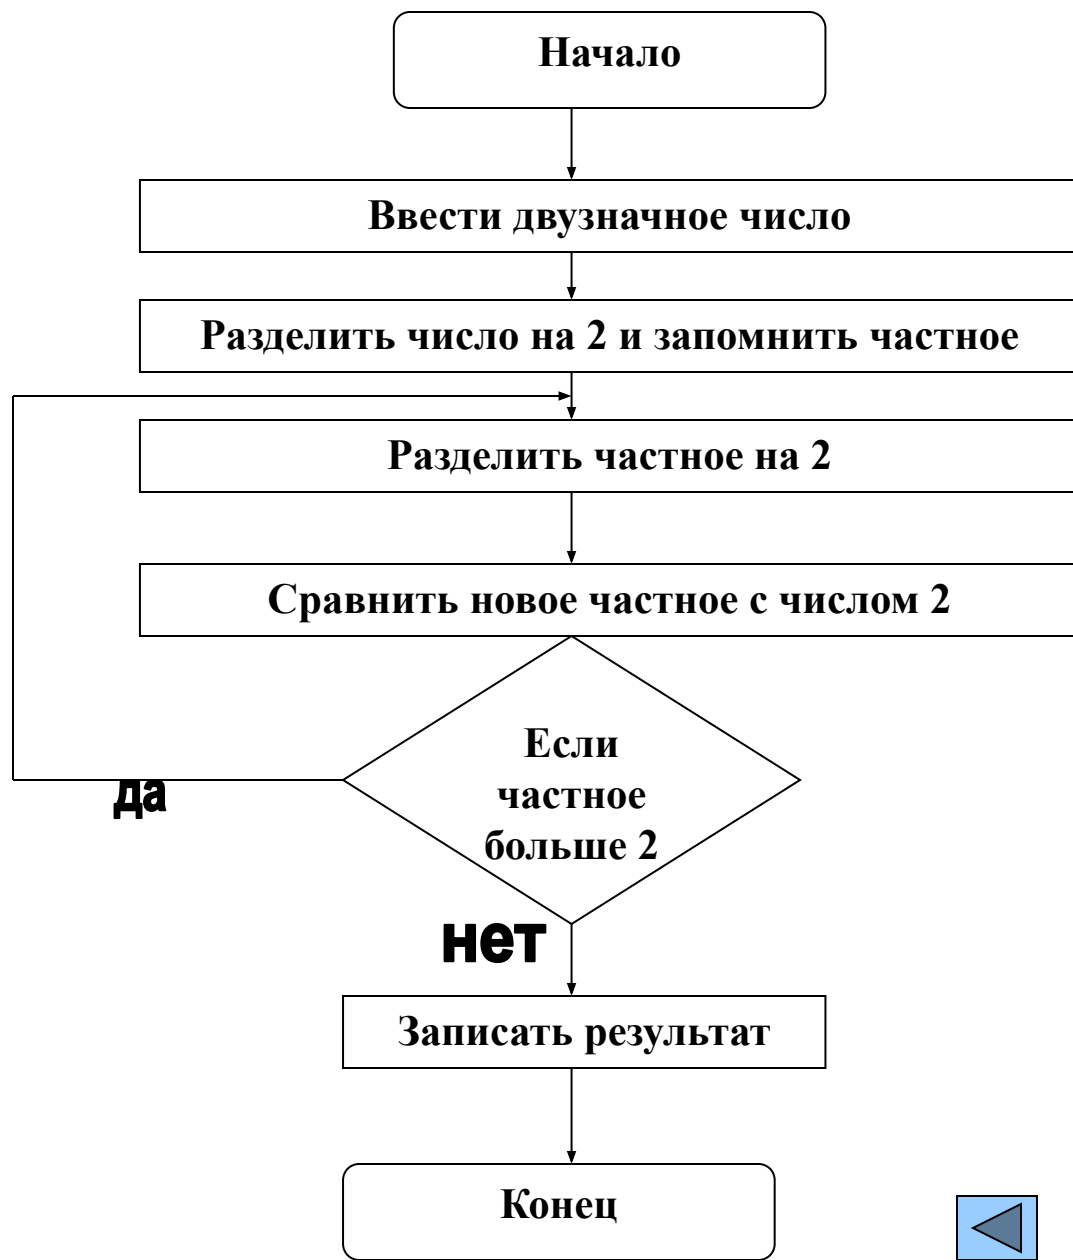 Начало
Ввести двузначное число
Разделить число на 2 и запомнить частное
Разделить частное на 2
Сравнить новое частное с числом 2
Если
частное
больше 2
да
нет
Записать результат
Конец